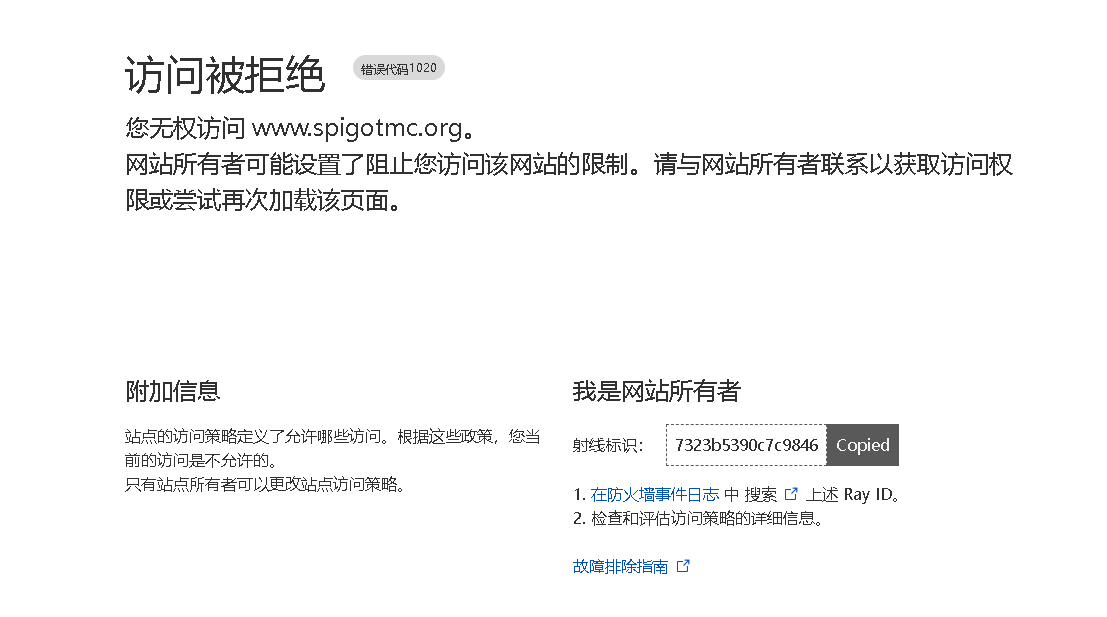 访问被拒绝 错误代码1020
您无权访问 www.spigotmc.org。
网站所有者可能设置了阻止您访问该网站的限制。请与网站所有者联系以获取访问权
限或尝试再次加载该页面。
附加信息
站点的访问策略定义了允许哪些访问。根据这些政策，您当
前的访问是不允许的。
只有站点所有者可以更改站点访问策略。
我是网站所有者
射线标识： 7323b5390c7c9846 Copied
1. 在防火墙事件日志 中 搜索 上述 Ray ID。
2. 检查和评估访问策略的详细信息。
故障排除指南